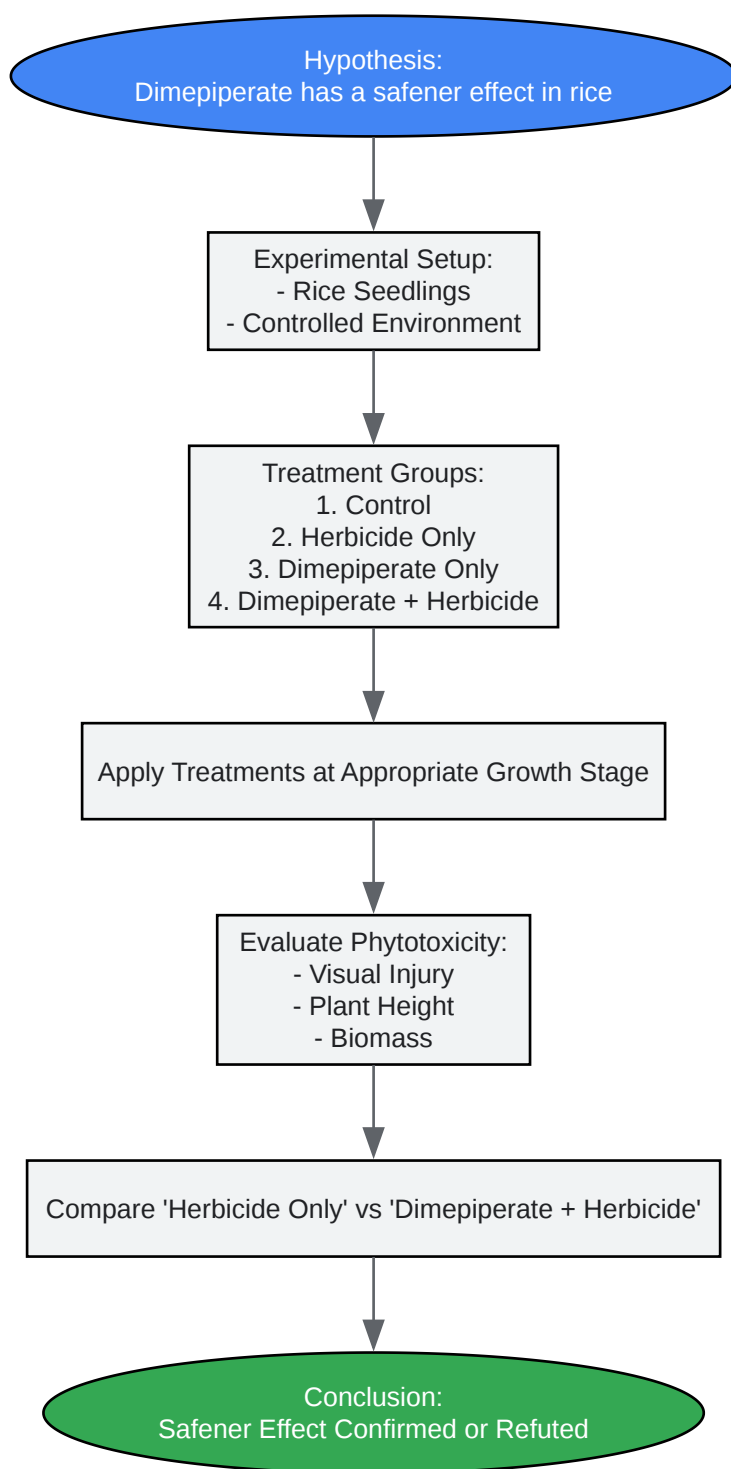 Hypothesis:
Dimepiperate has a safener effect in rice
Experimental Setup:
- Rice Seedlings
- Controlled Environment
Treatment Groups:
1. Control
2. Herbicide Only
3. Dimepiperate Only
4. Dimepiperate + Herbicide
Apply Treatments at Appropriate Growth Stage
Evaluate Phytotoxicity:
- Visual Injury
- Plant Height
- Biomass
Compare 'Herbicide Only' vs 'Dimepiperate + Herbicide'
Conclusion:
Safener Effect Confirmed or Refuted